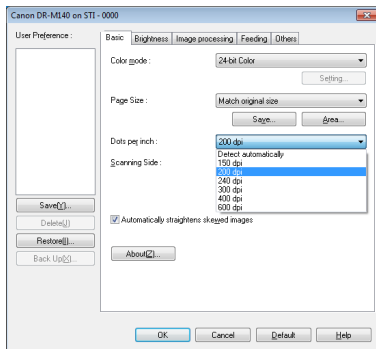 Canon DR-M140 on STI - 0000
User Preference :
Save[Y]...
Delete[J]
Restore[I]...
Back Up[X]...
Basic Brightness Image processing Feeding Others
Color mode : 24-bit Color
Setting...
Page Size : Match original size
Save... Area...
Dots per inch : 200 dpi
Detect automatically
150 dpi
200 dpi
240 dpi
300 dpi
400 dpi
600 dpi
Scanning Side :
Automatically straightens skewed images
About[Z]...
OK Cancel Default Help